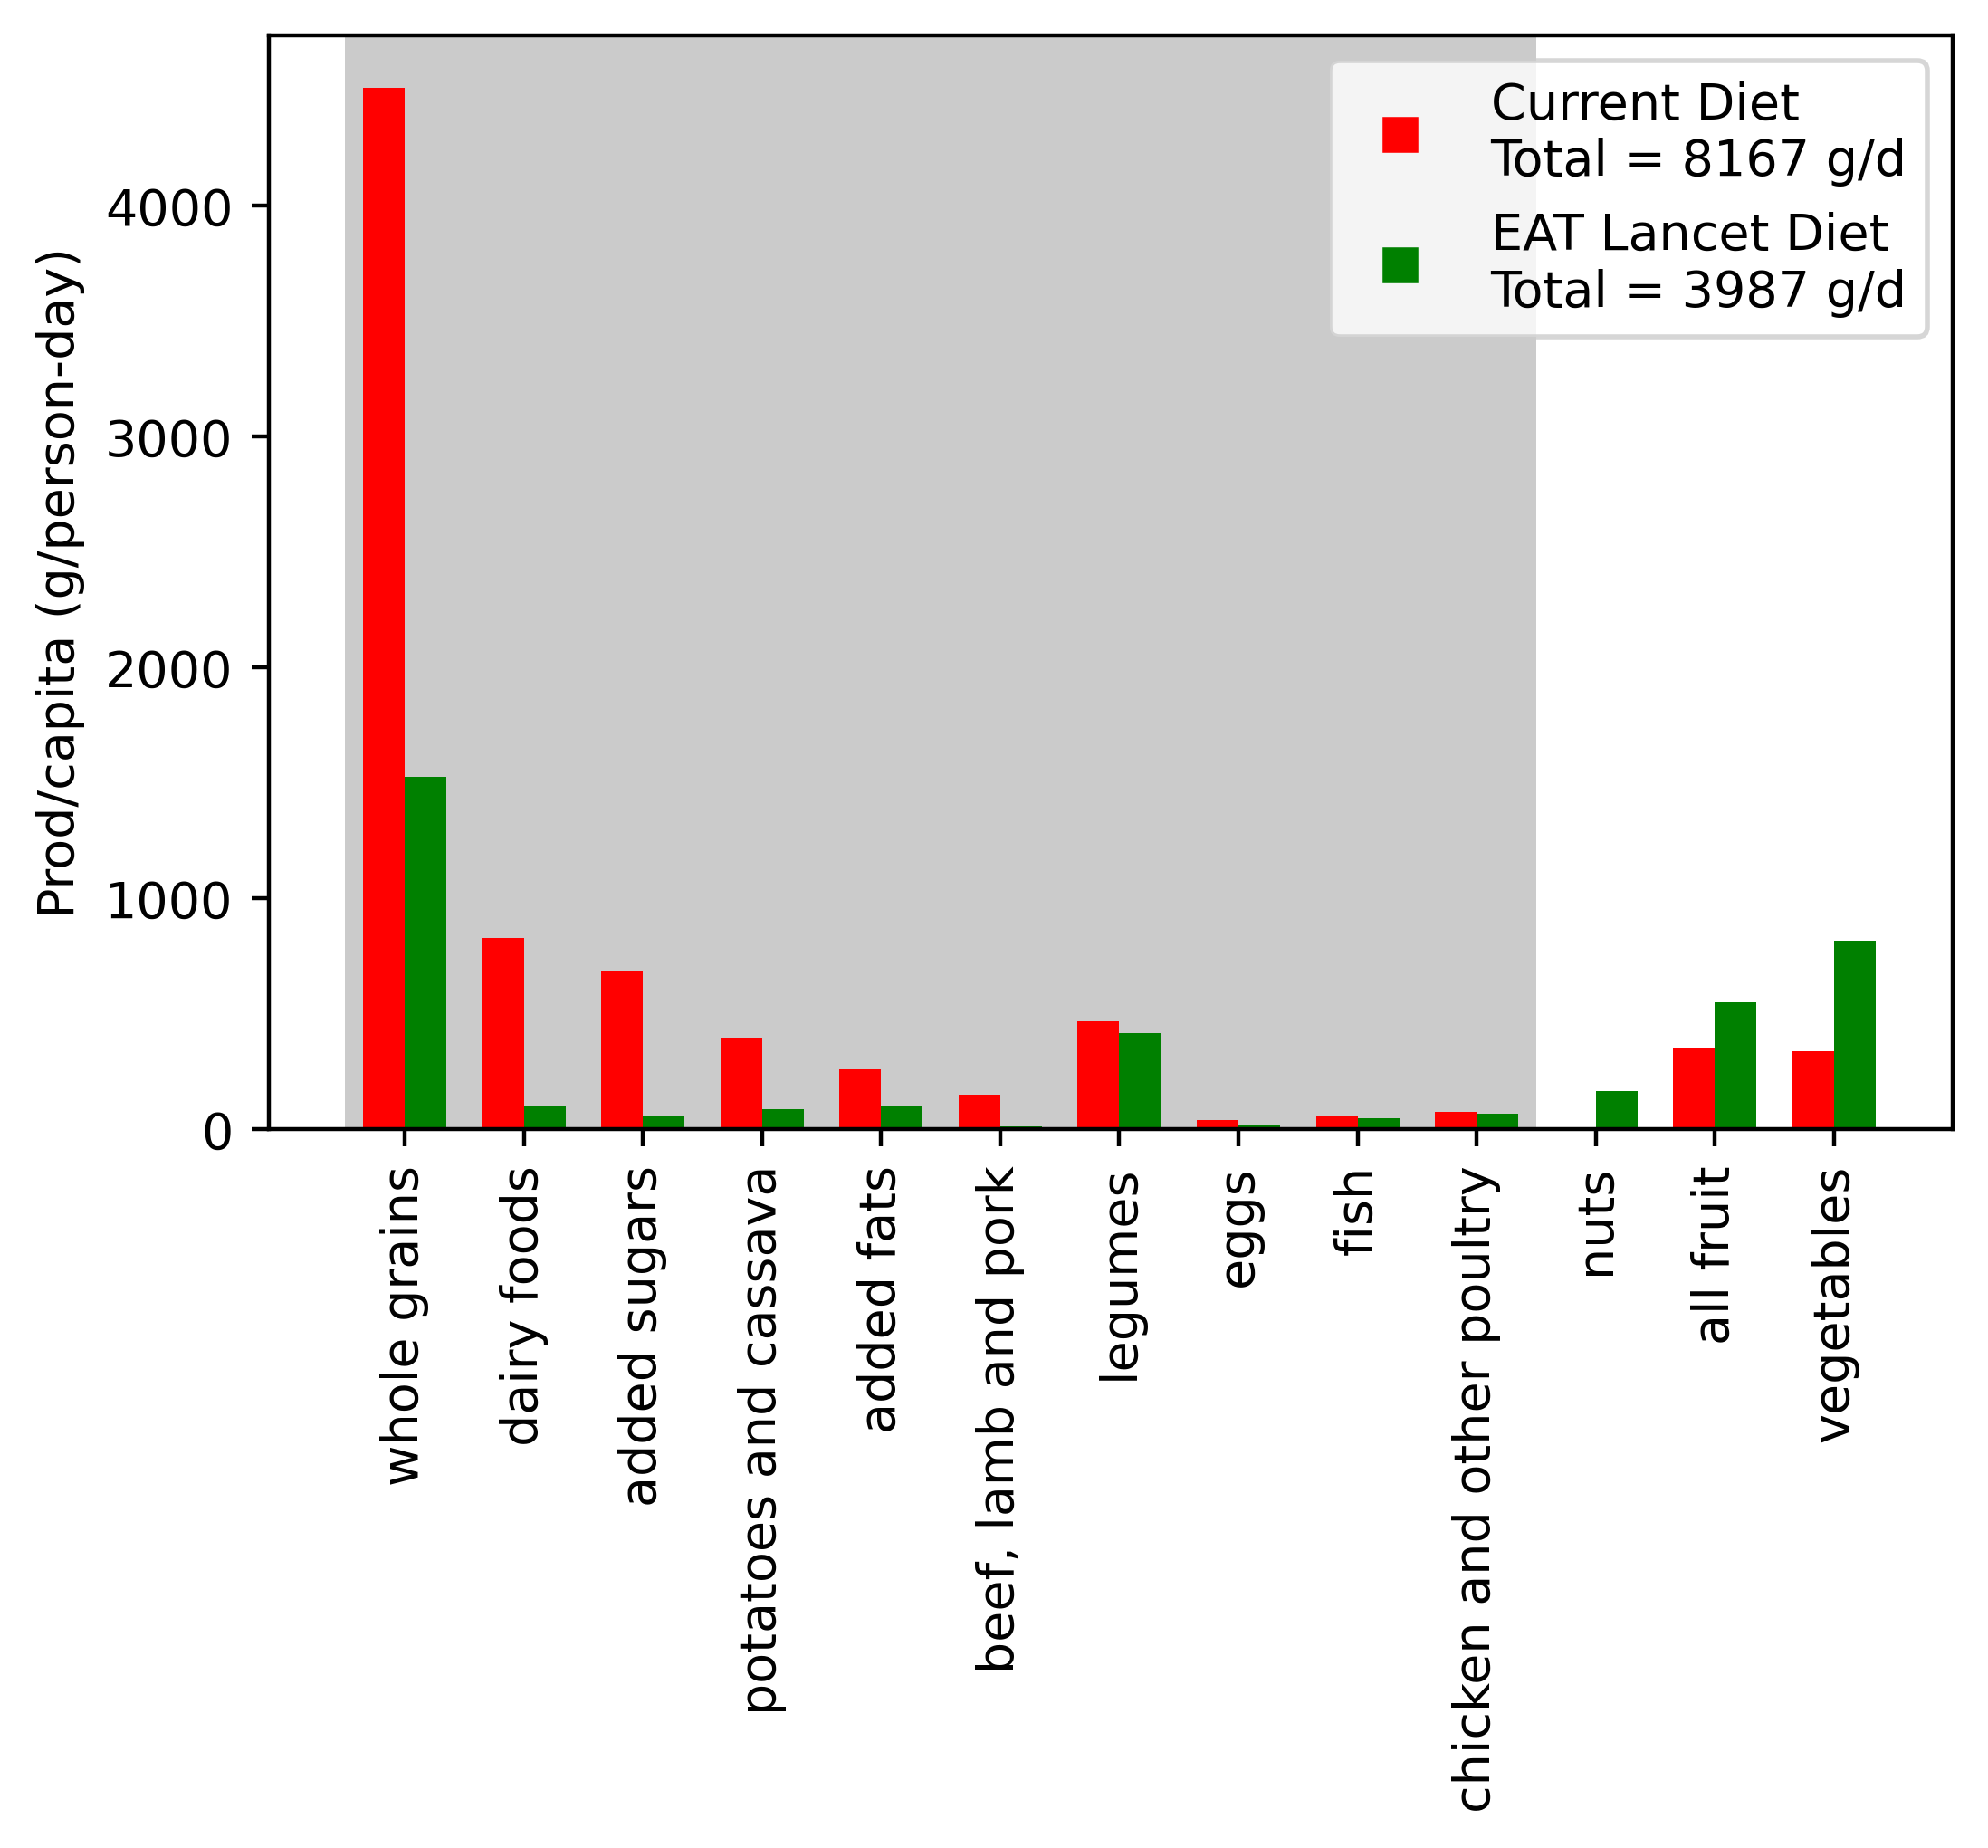 Current Diet
Total = 8167 g/d
EAT Lancet Diet
Total = 3987 g/d
Prod/capita (g/person-day)
4000
3000
2000
1000
0
whole grains
dairy foods
added sugars
potatoes and cassava
added fats
beef, lamb and pork
legumes
eggs
fish
chicken and other poultry
nuts
all fruit
vegetables